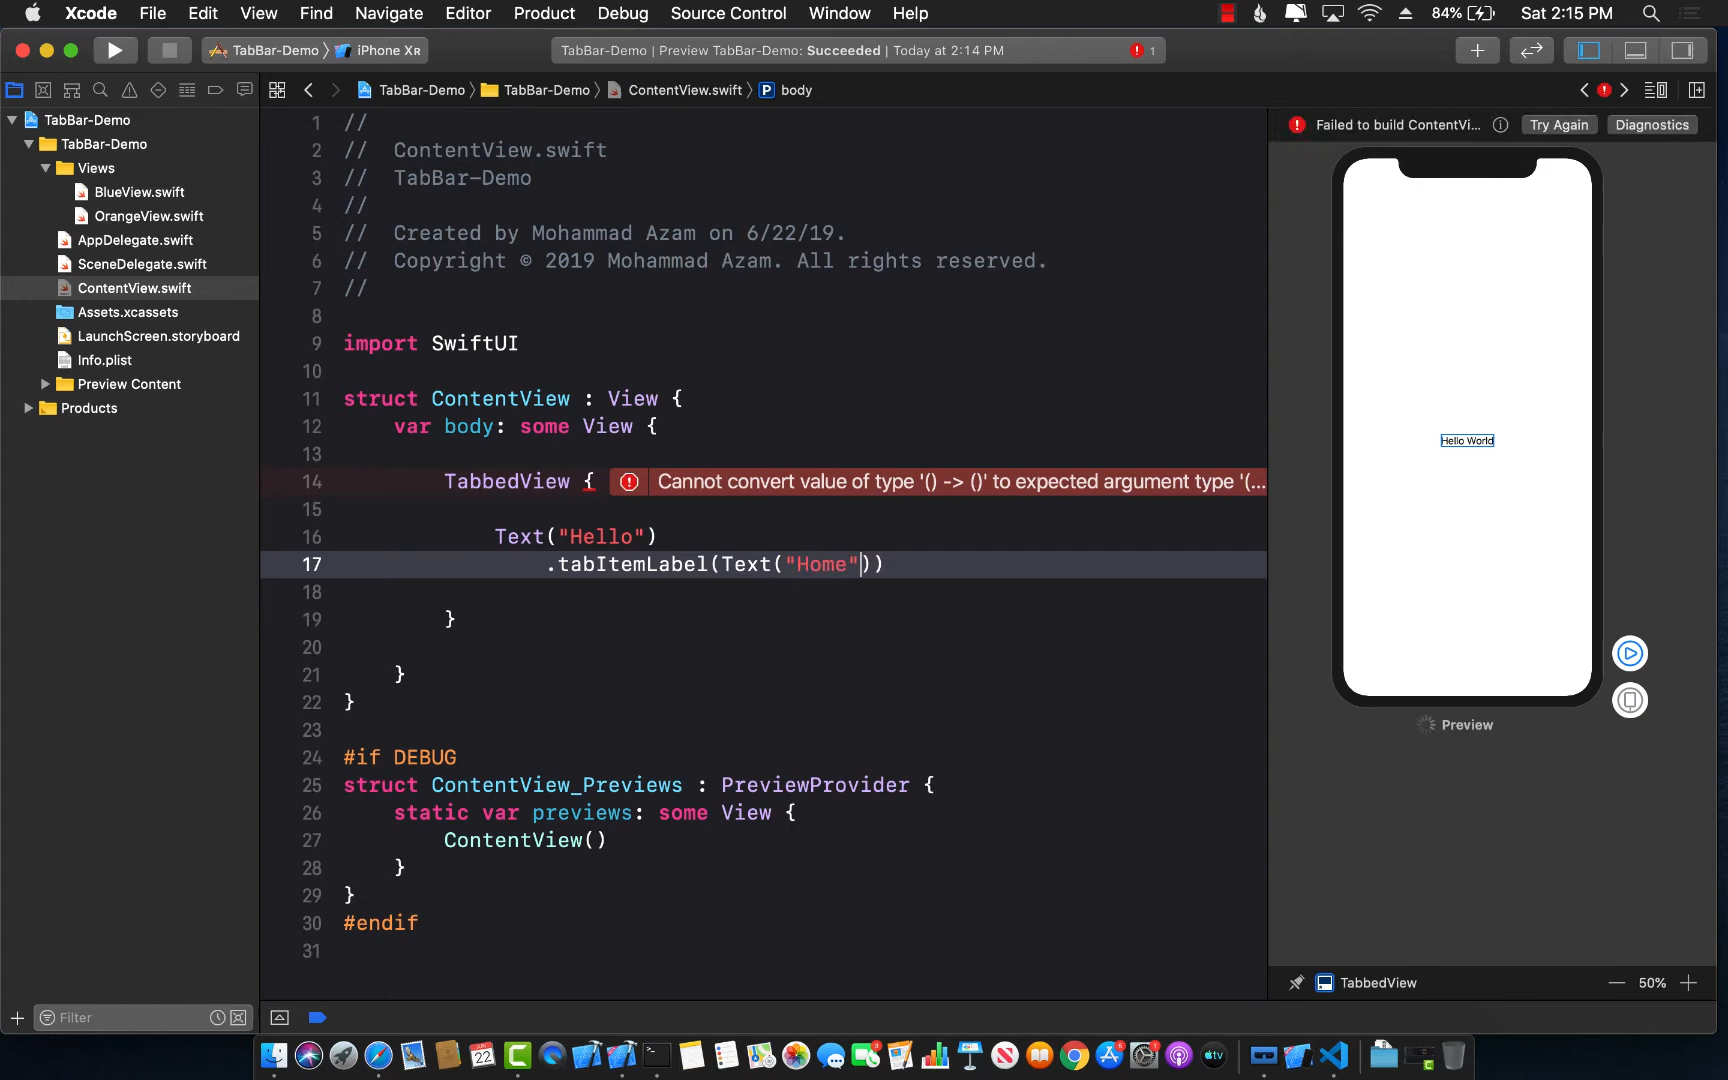 Xcode File Edit View Find Navigate Editor Product Debug Source Control Window Help 84% Sat 2:15 PM
TabBar-Demo iPhone XR TabBar-Demo | Preview TabBar-Demo: Succeeded | Today at 2:14 PM 1
TabBar-Demo TabBar-Demo ContentView.swift P body
TabBar-Demo
TabBar-Demo
Views
BlueView.swift
OrangeView.swift
AppDelegate.swift
SceneDelegate.swift
ContentView.swift
Assets.xcassets
LaunchScreen.storyboard
Info.plist
Preview Content
Products
Filter
1 //
2 // ContentView.swift
3 // TabBar-Demo
4 //
5 // Created by Mohammad Azam on 6/22/19.
6 // Copyright © 2019 Mohammad Azam. All rights reserved.
7 //
8
9 import SwiftUI
10
11 struct ContentView : View {
12 var body: some View {
13
14 TabbedView { Cannot convert value of type '() -> ()' to expected argument type '(...
15
16 Text("Hello")
17 .tabItemLabel(Text("Home"))
18
19 }
20
21 }
22 }
23
24 #if DEBUG
25 struct ContentView_Previews : PreviewProvider {
26 static var previews: some View {
27 ContentView()
28 }
29 }
30 #endif
31
Failed to build ContentVi... Try Again Diagnostics
Hello World
Preview
TabbedView 50%
JUN
22
3
6
1
tv